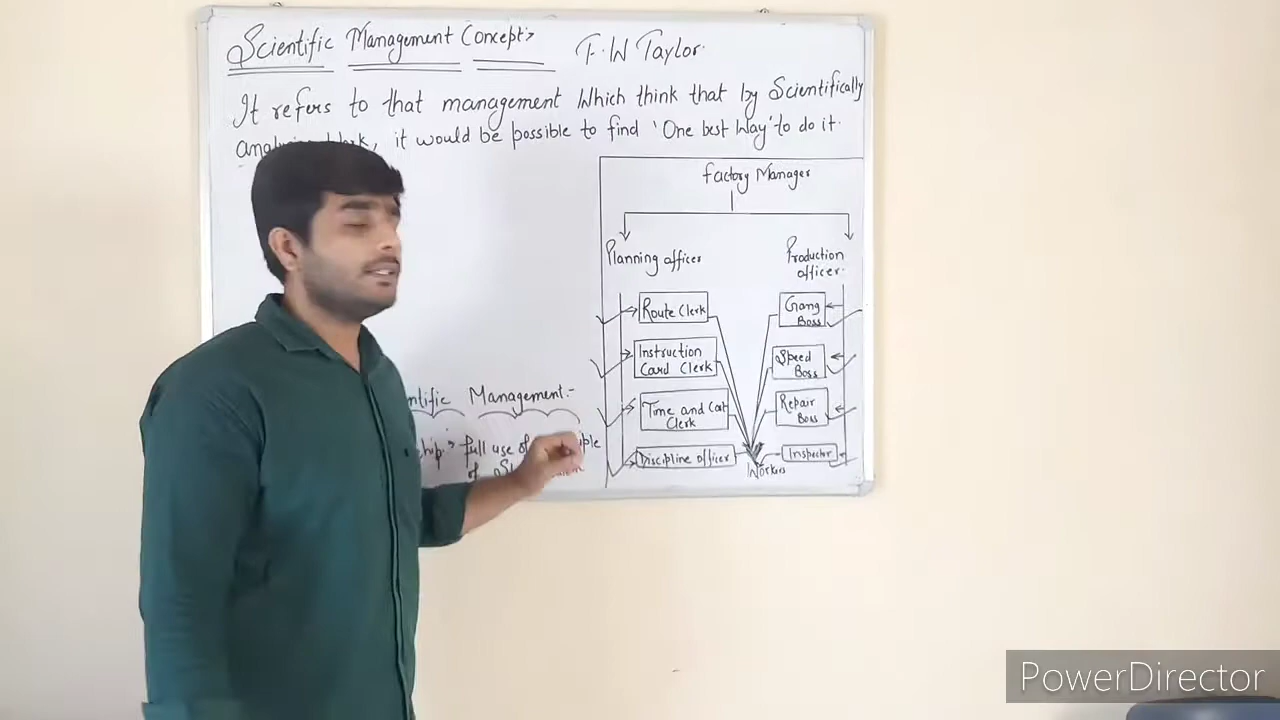 Scientific Management Concept:-
F.W Taylor.
It refers to that management Which think that by Scientifically
it would be possible to find 'One best Way' to do it.
Factory Manager
Planning officer
Production
officer.
Route Clerk
Gang
Boss
Instruction
Card Clerk
Speed
Boss
Time and Cost
Clerk
Repair
Boss
Discipline officer
Inspector
Workers
Management:-
full use of
of
PowerDirector